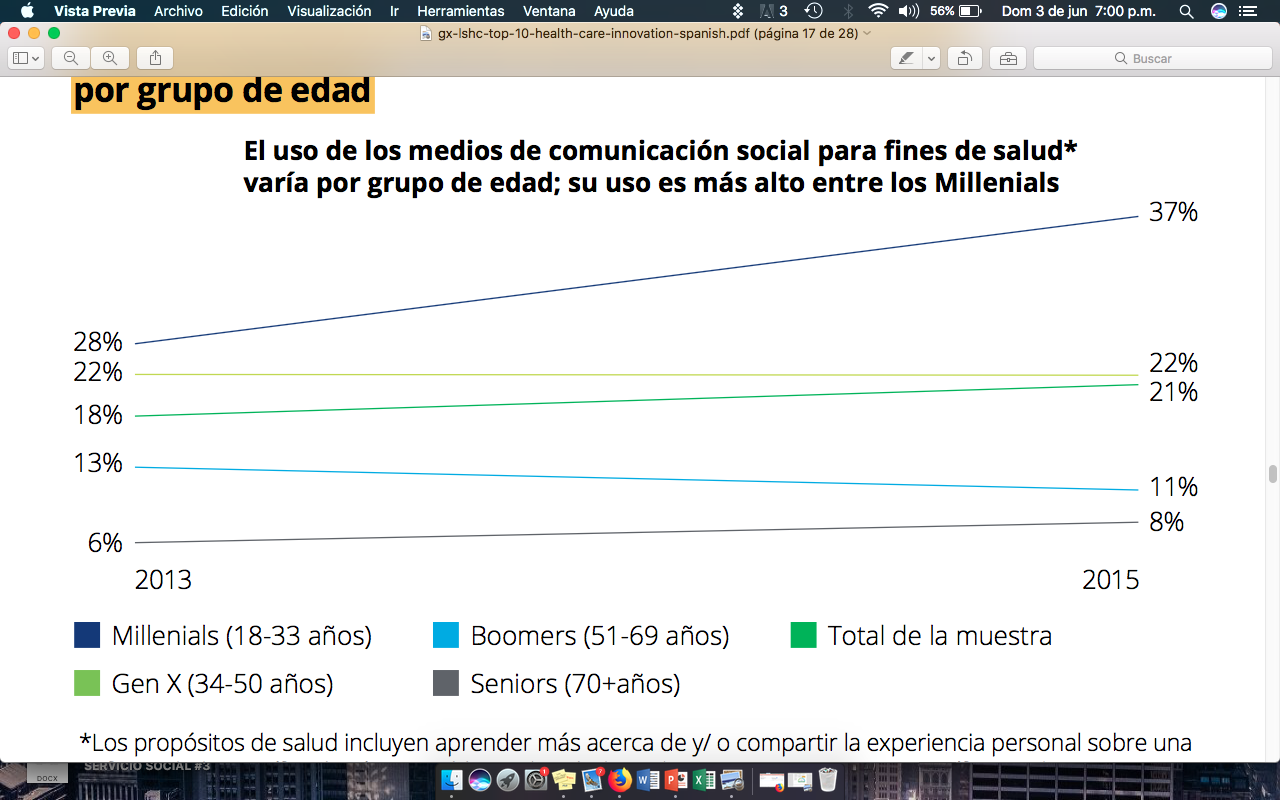 Vista Previa Archivo Edición Visualización Ir Herramientas Ventana Ayuda 3 56% Dom 3 de jun 7:00 p.m.
gx-lshc-top-10-health-care-innovation-spanish.pdf (página 17 de 28)
Buscar
por grupo de edad
El uso de los medios de comunicación social para fines de salud*
varía por grupo de edad; su uso es más alto entre los Millenials
37%
28%
22% 22%
21%
18%
13%
11%
8%
6%
2013 2015
Millenials (18-33 años) Boomers (51-69 años) Total de la muestra
Gen X (34-50 años) Seniors (70+años)
*Los propósitos de salud incluyen aprender más acerca de y/ o compartir la experiencia personal sobre una
SERVICIO SOCIAL #3
DOCX